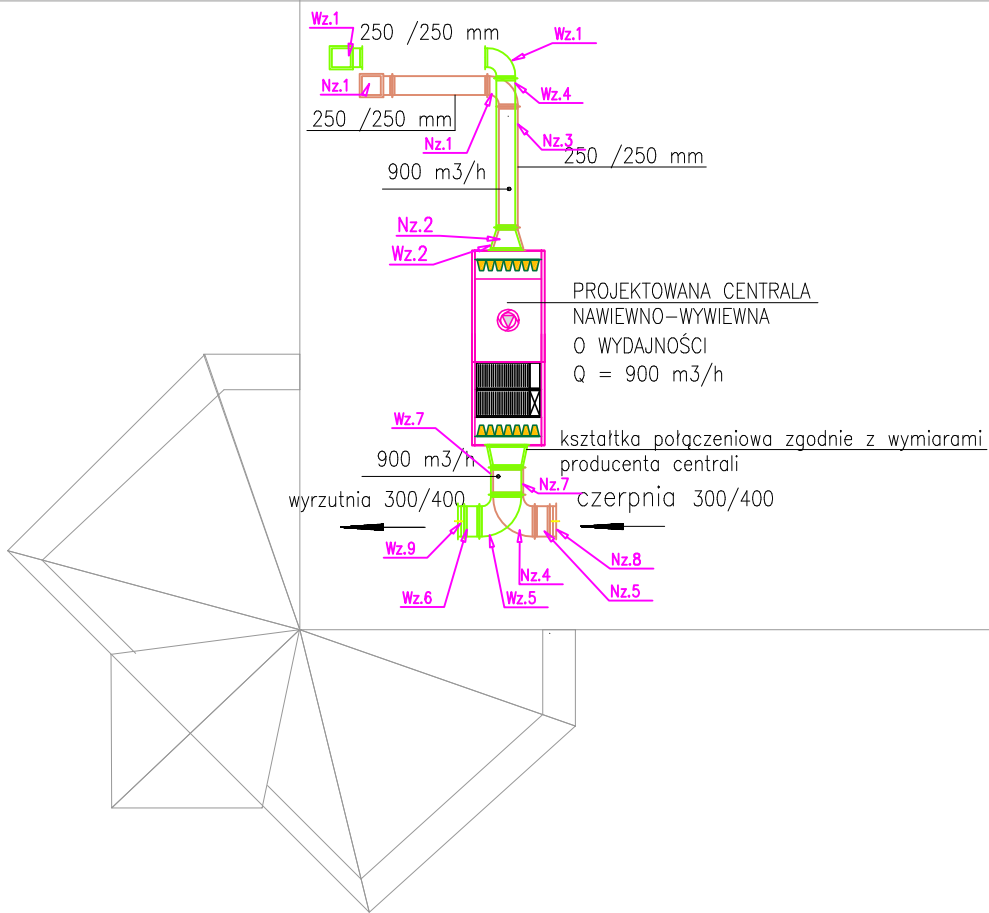 Wz.1
250 /250 mm
Wz.1
Nz.1
Wz.4
250 /250 mm
Nz.1
Nz.3
250 /250 mm
900 m3/h
Nz.2
Wz.2
PROJEKTOWANA CENTRALA
NAWIEWNO-WYWIEWNA
O WYDAJNOŚCI
Q = 900 m3/h
Wz.7
kształtka połączeniowa zgodnie z wymiarami
producenta centrali
900 m3/h
Nz.7
wyrzutnia 300/400
czerpnia 300/400
Wz.9
Nz.8
Nz.4
Nz.5
Wz.6
Wz.5